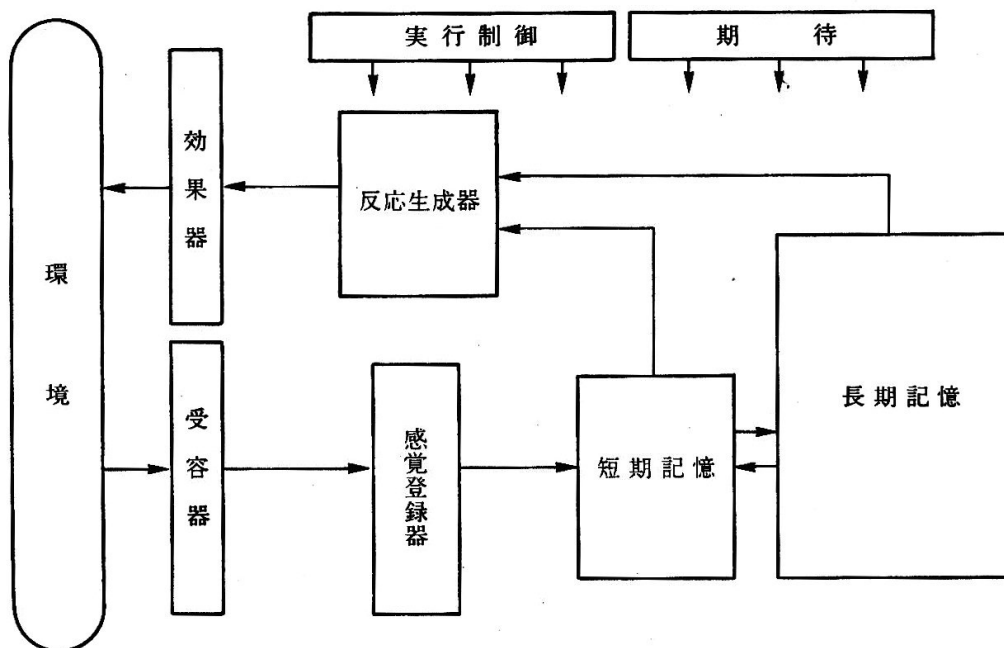 実行制御
期待
効果器
反応生成器
環境
長期記憶
受容器
感覚登録器
短期記憶